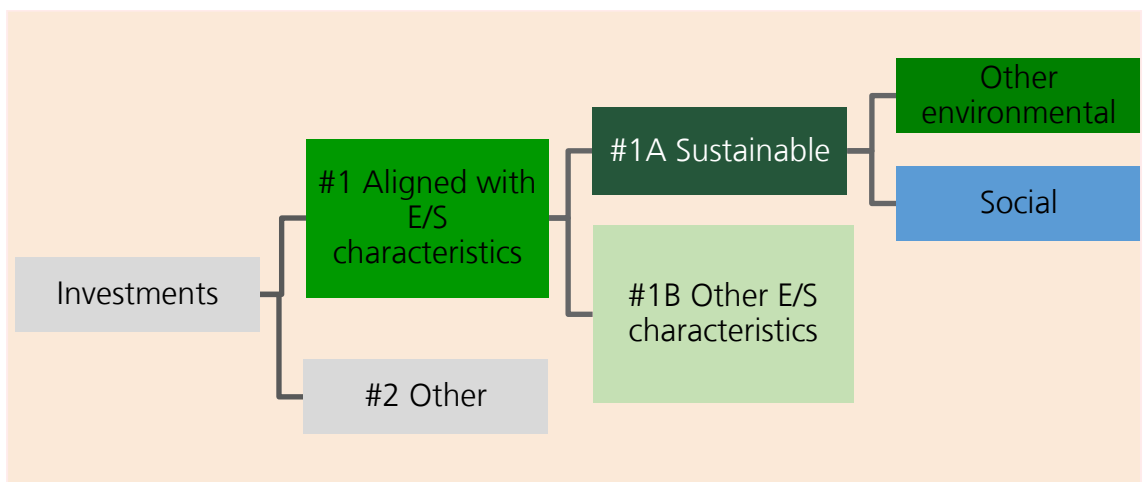 Investments
#1 Aligned with
E/S
characteristics
#2 Other
#1A Sustainable
#1B Other E/S
characteristics
Other
environmental
Social